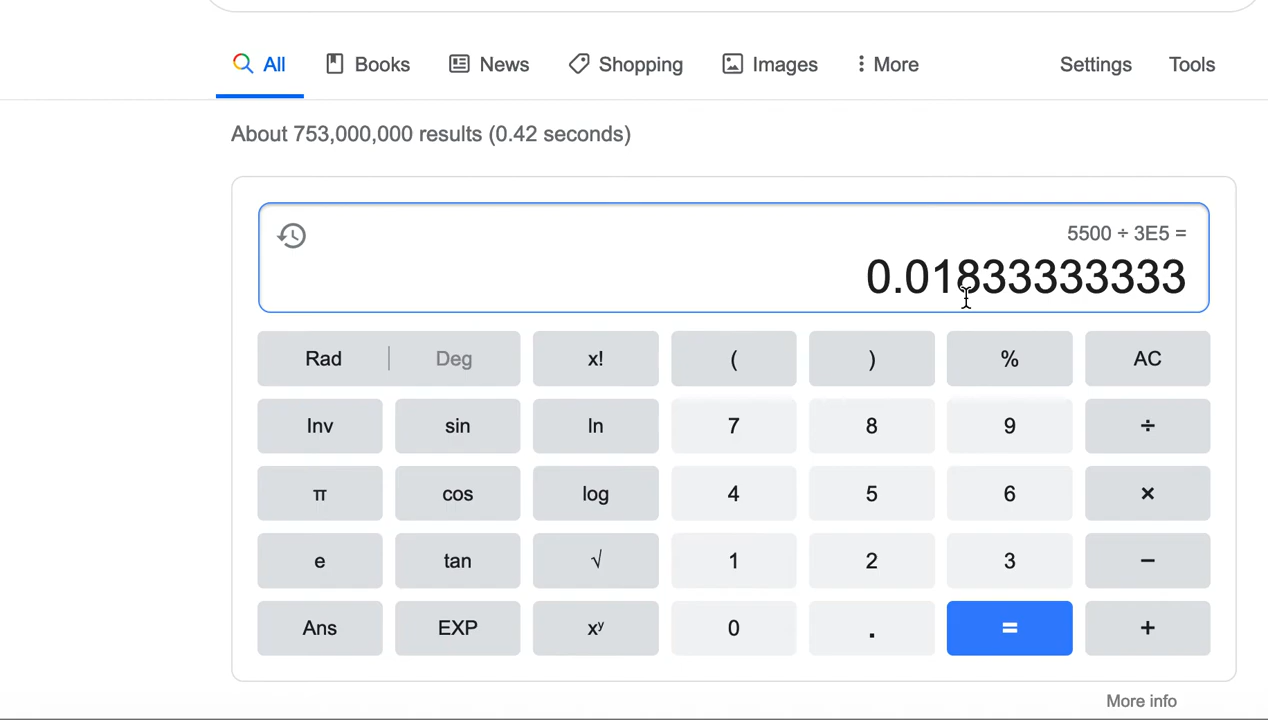 All Books News Shopping Images More Settings Tools
About 753,000,000 results (0.42 seconds)
5500 ÷ 3E5 =
0.01833333333
Rad | Deg x! ( ) % AC
Inv sin ln 7 8 9 ÷
π cos log 4 5 6 ×
e tan √ 1 2 3 −
Ans EXP xʸ 0 . = +
More info